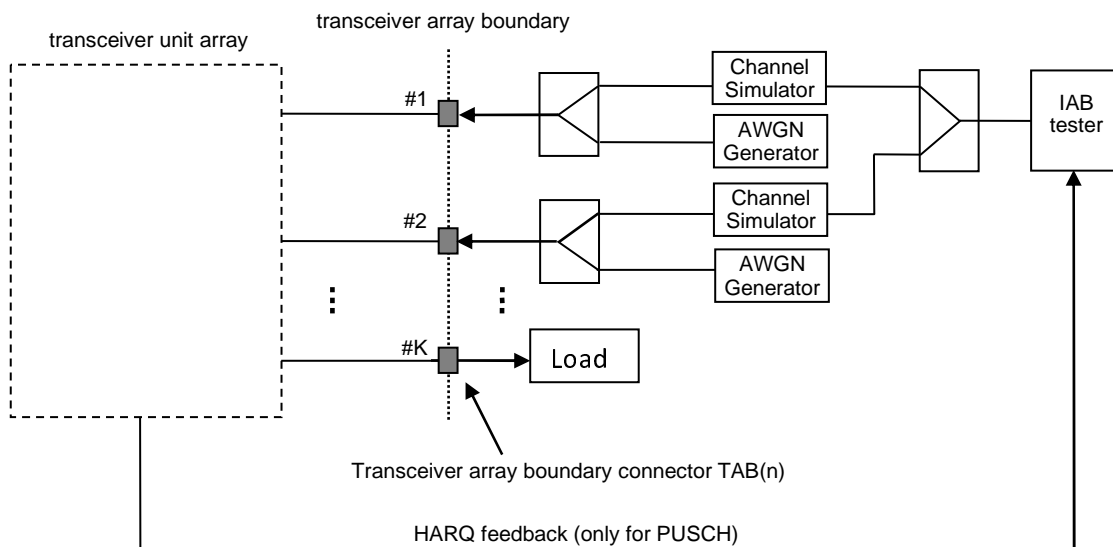 transceiver array boundary
transceiver unit array
#1
Channel
Simulator
AWGN
Generator
IAB
tester
#2
Channel
Simulator
AWGN
Generator
#K
Load
Transceiver array boundary connector TAB(n)
HARQ feedback (only for PUSCH)